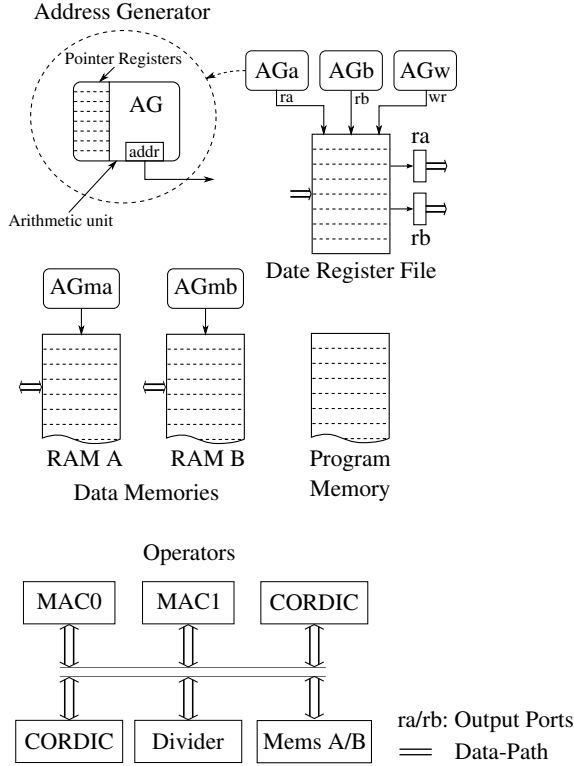 Address Generator
Pointer Registers
AG
addr
Arithmetic unit
AGa
AGb
AGw
ra
rb
wr
ra
rb
Date Register File
AGma
AGmb
RAM A
RAM B
Data Memories
Program
Memory
Operators
MAC0
MAC1
CORDIC
CORDIC
Divider
Mems A/B
ra/rb: Output Ports
Data-Path